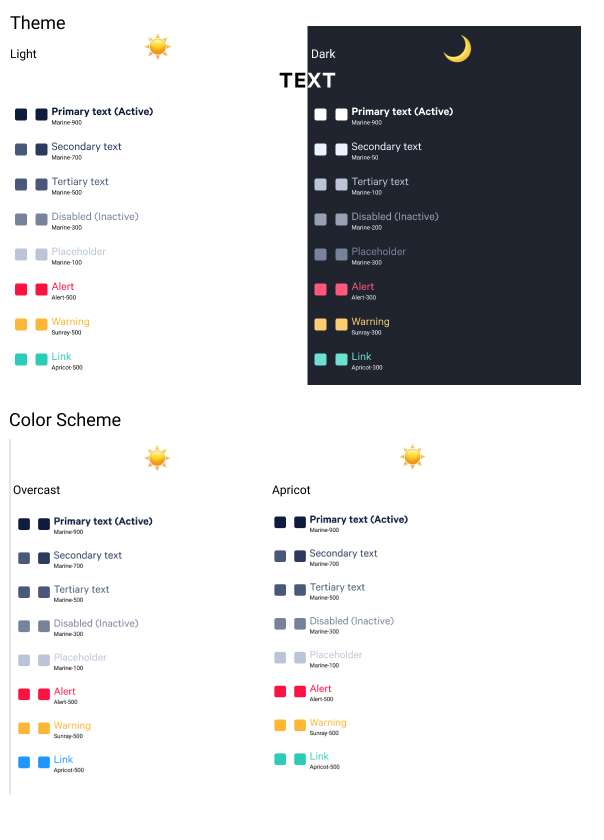 Theme
Light
Dark
TEXT
Primary text (Active)
Marine-900
Secondary text
Marine-700
Tertiary text
Marine-500
Disabled (Inactive)
Marine-300
Placeholder
Marine-100
Alert
Alert-500
Warning
Sunray-500
Link
Apricot-500
Primary text (Active)
Marine-900
Secondary text
Marine-50
Tertiary text
Marine-100
Disabled (Inactive)
Marine-200
Placeholder
Marine-300
Alert
Alert-300
Warning
Sunray-300
Link
Apricot-300
Color Scheme
Overcast
Primary text (Active)
Marine-900
Secondary text
Marine-700
Tertiary text
Marine-500
Disabled (Inactive)
Marine-300
Placeholder
Marine-100
Alert
Alert-500
Warning
Sunray-500
Link
Apricot-500
Apricot
Primary text (Active)
Marine-900
Secondary text
Marine-700
Tertiary text
Marine-500
Disabled (Inactive)
Marine-300
Placeholder
Marine-100
Alert
Alert-500
Warning
Sunray-500
Link
Apricot-500